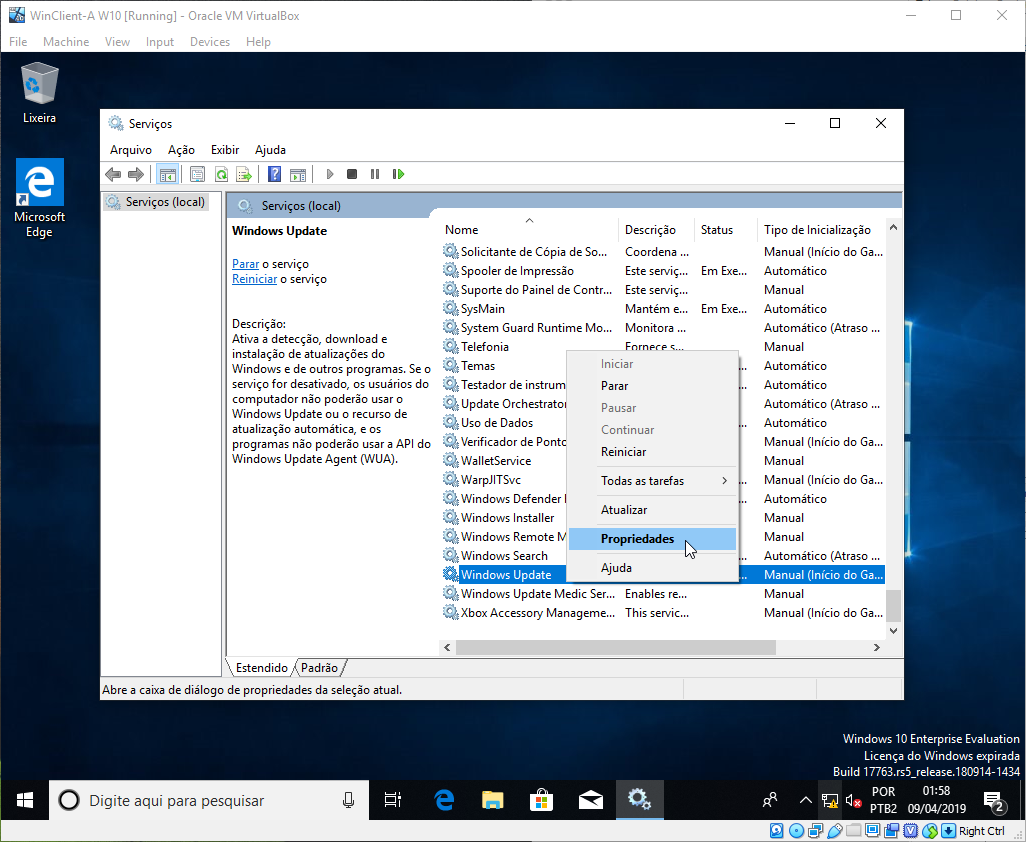 WinClient-A W10 [Running] - Oracle VM VirtualBox
File Machine View Input Devices Help
Lixeira
Microsoft
Edge
Serviços
Arquivo Ação Exibir Ajuda
Serviços (local)
Serviços (local)
Windows Update
Parar o serviço
Reiniciar o serviço
Descrição:
Ativa a detecção, download e
instalação de atualizações do
Windows e de outros programas. Se o
serviço for desativado, os usuários do
computador não poderão usar o
Windows Update ou o recurso de
atualização automática, e os
programas não poderão usar a API do
Windows Update Agent (WUA).
Nome Descrição Status Tipo de Inicialização
Solicitante de Cópia de So... Coordena ... Manual (Início do Ga...
Spooler de Impressão Este serviç... Em Exe... Automático
Suporte do Painel de Contr... Este serviç... Manual
SysMain Mantém e... Em Exe... Automático
System Guard Runtime Mo... Monitora ... Automático (Atraso ...
Telefonia Fornece s... Manual
Temas ... Automático
Testador de instrum ... Automático (Atraso ...
Update Orchestrator ... Automático (Atraso ...
Uso de Dados ... Automático
Verificador de Ponto ... Manual (Início do Ga...
WalletService Manual
WarpJITSvc Manual (Início do Ga...
Windows Defender ... Automático
Windows Installer Manual
Windows Remote M Manual
Windows Search ... Automático (Atraso ...
Windows Update ... Manual (Início do Ga...
Windows Update Medic Ser... Enables re... Manual
Xbox Accessory Manageme... This servic... Manual (Início do Ga...
Iniciar
Parar
Pausar
Continuar
Reiniciar
Todas as tarefas
Atualizar
Propriedades
Ajuda
Estendido Padrão
Abre a caixa de diálogo de propriedades da seleção atual.
Windows 10 Enterprise Evaluation
Licença do Windows expirada
Build 17763.rs5_release.180914-1434
Digite aqui para pesquisar
POR
PTB2
01:58
09/04/2019
2
Right Ctrl